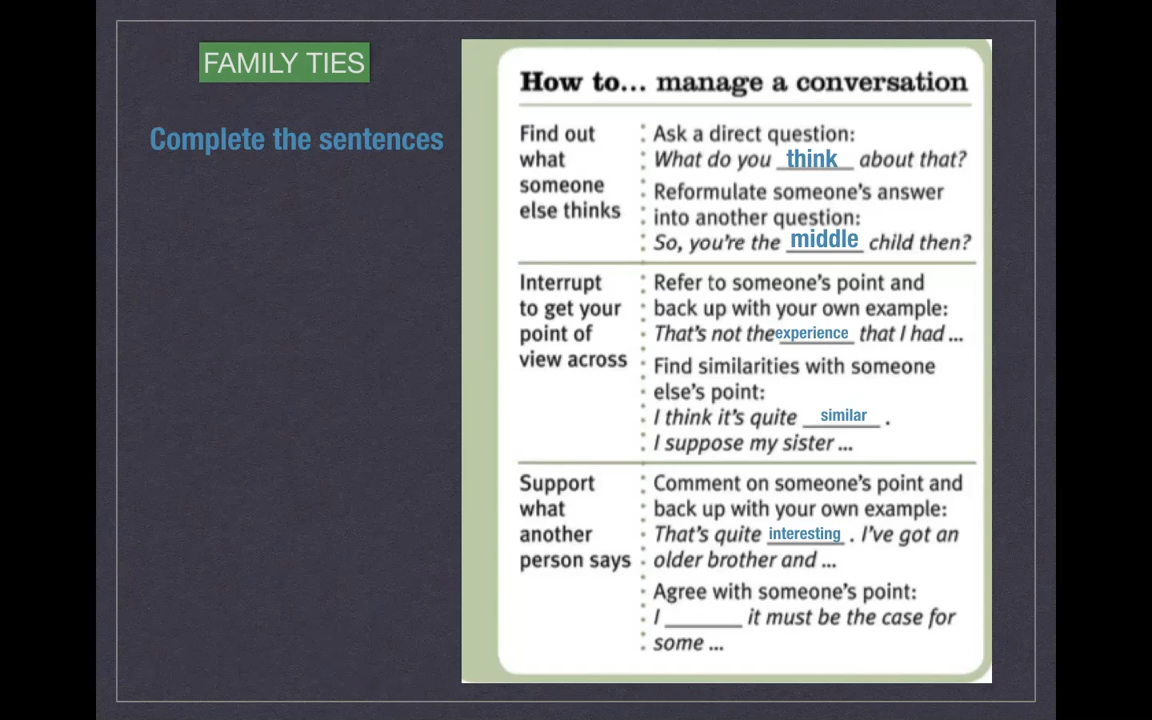 FAMILY TIES
Complete the sentences
How to... manage a conversation
Find out
what
someone
else thinks
Ask a direct question:
What do you think about that?
Reformulate someone's answer
into another question:
So, you're the middle child then?
Interrupt
to get your
point of
view across
Refer to someone's point and
back up with your own example:
That's not the experience that I had ...
Find similarities with someone
else's point:
I think it's quite similar .
I suppose my sister ...
Support
what
another
person says
Comment on someone's point and
back up with your own example:
That's quite interesting . I've got an
older brother and ...
Agree with someone's point:
I ________ it must be the case for
some ...